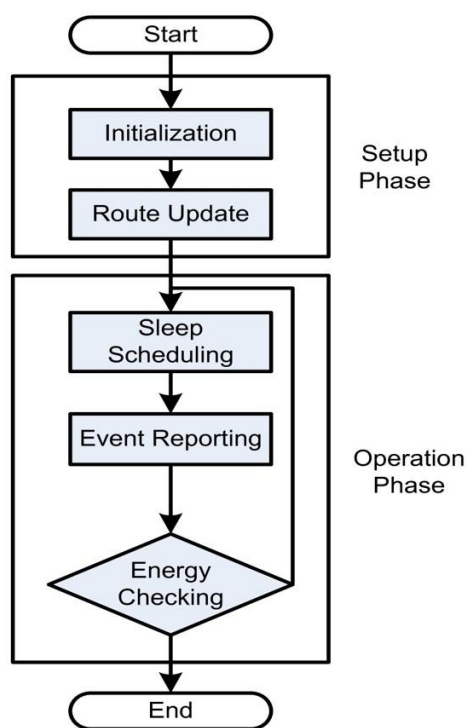 Start
Initialization
Route Update
Setup
Phase
Sleep
Scheduling
Event Reporting
Energy
Checking
Operation
Phase
End